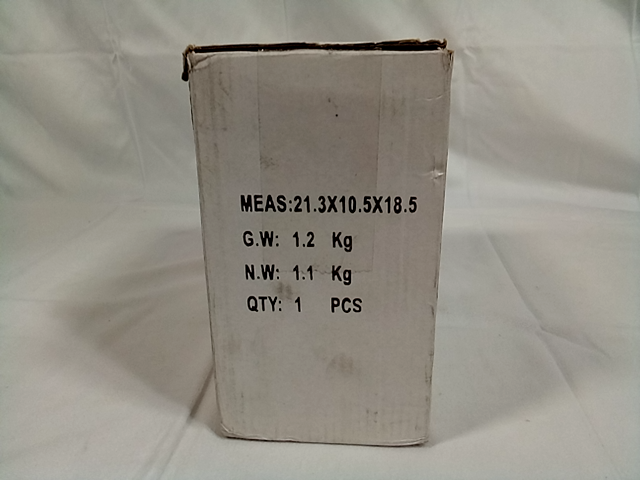 MEAS:21.3X10.5X18.5
G.W: 1.2 Kg
N.W: 1.1 Kg
QTY: 1 PCS